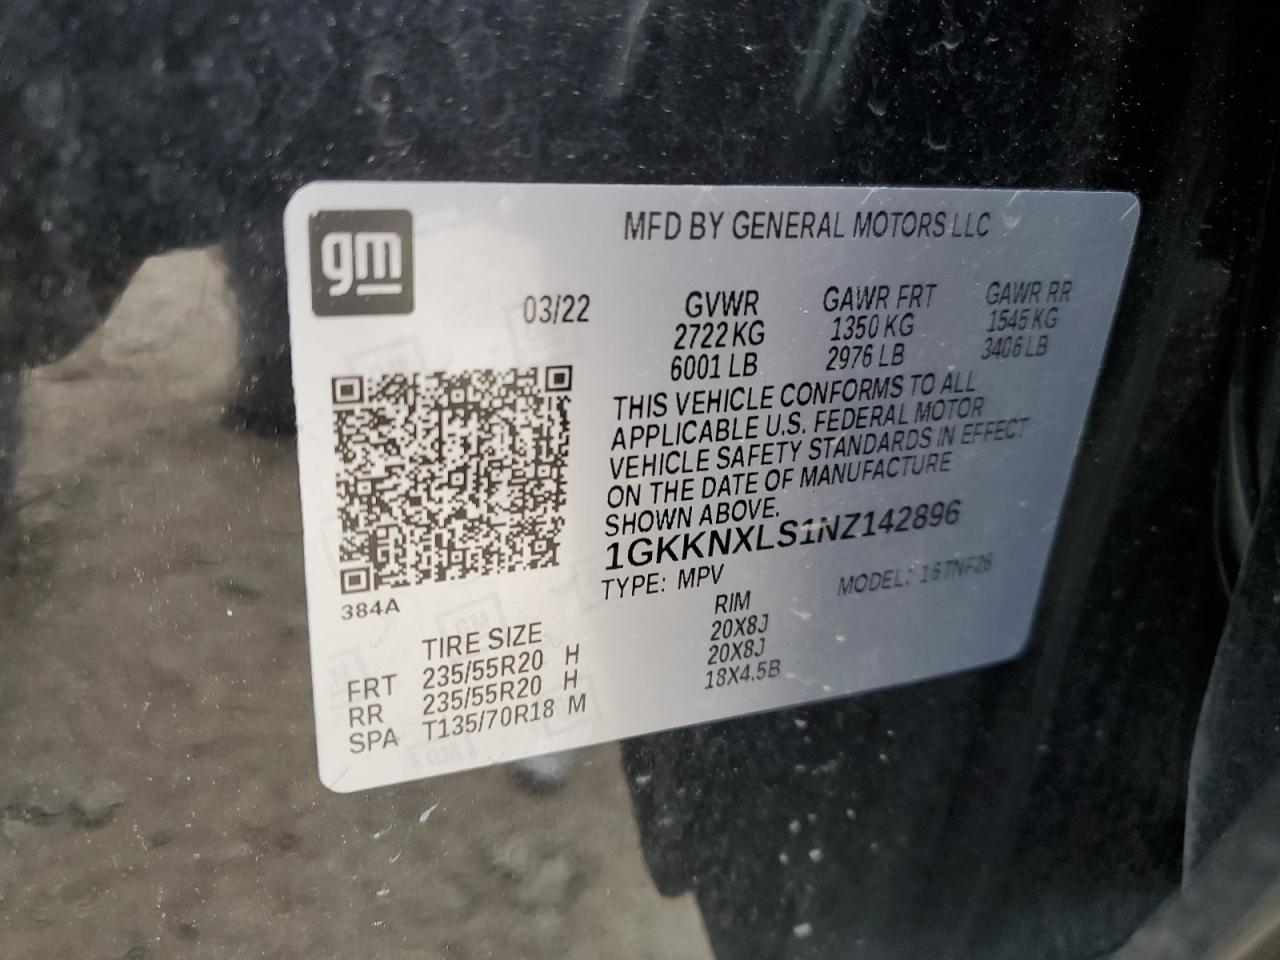 gm
MFD BY GENERAL MOTORS LLC
03/22
GVWR GAWR FRT GAWR RR
2722 KG 1350 KG 1545 KG
6001 LB 2976 LB 3406 LB
THIS VEHICLE CONFORMS TO ALL
APPLICABLE U.S. FEDERAL MOTOR
VEHICLE SAFETY STANDARDS IN EFFECT
ON THE DATE OF MANUFACTURE
SHOWN ABOVE.
1GKKNXLS1NZ142896
TYPE: MPV MODEL: 16TNF26
384A
TIRE SIZE RIM
FRT 235/55R20 H 20X8J
RR 235/55R20 H 20X8J
SPA T135/70R18 M 18X4.5B